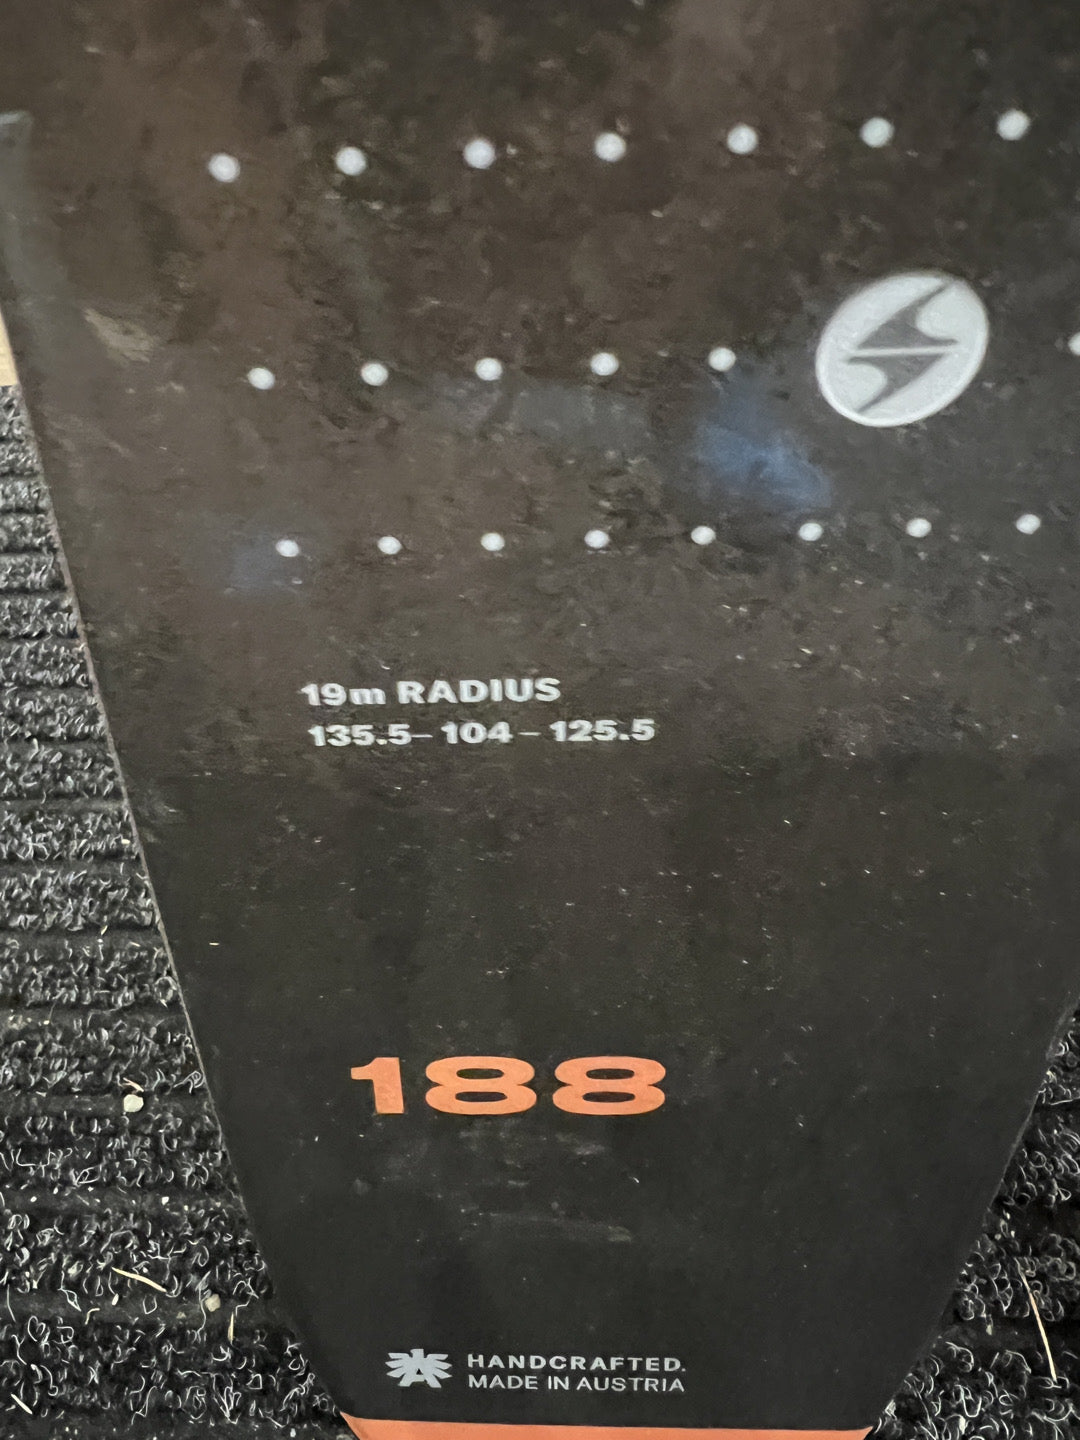 19m RADIUS
135.5– 104 – 125.5
188
HANDCRAFTED.
MADE IN AUSTRIA